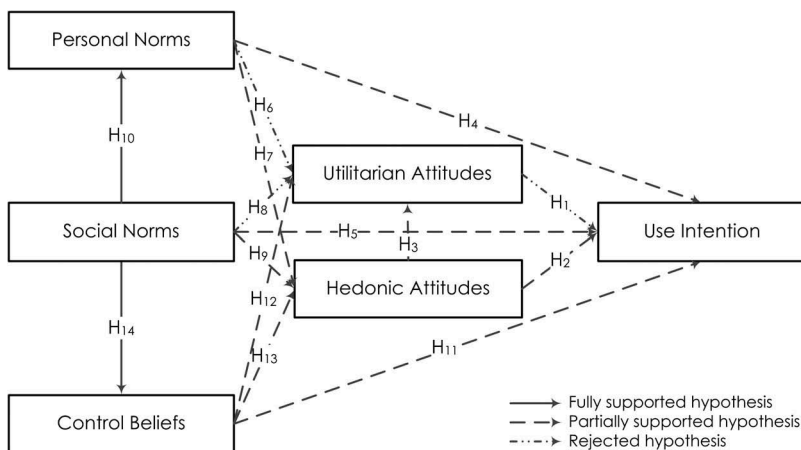 Personal Norms
H₆
H₄
H₁₀
H₇
Utilitarian Attitudes
H₈
H₁
Social Norms
H₅
H₃
Use Intention
H₉
H₂
Hedonic Attitudes
H₁₂
H₁₄
H₁₃
H₁₁
Control Beliefs
Fully supported hypothesis
Partially supported hypothesis
Rejected hypothesis